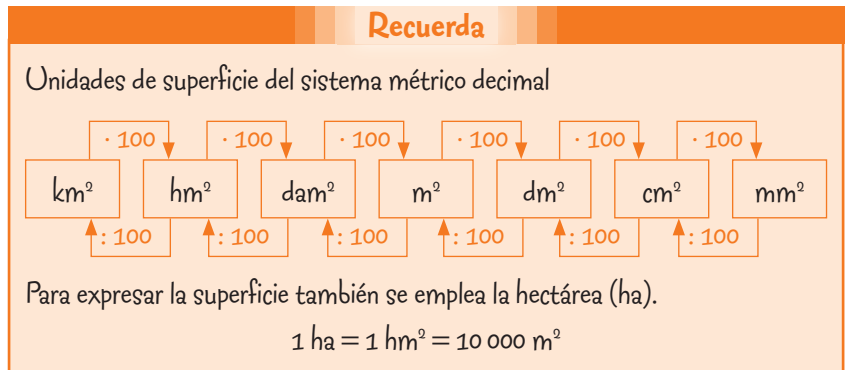 Recuerda
Unidades de superficie del sistema métrico decimal
· 100 · 100 · 100 · 100 · 100 · 100
km² hm² dam² m² dm² cm² mm²
: 100 : 100 : 100 : 100 : 100 : 100
Para expresar la superficie también se emplea la hectárea (ha).
1 ha = 1 hm² = 10 000 m²